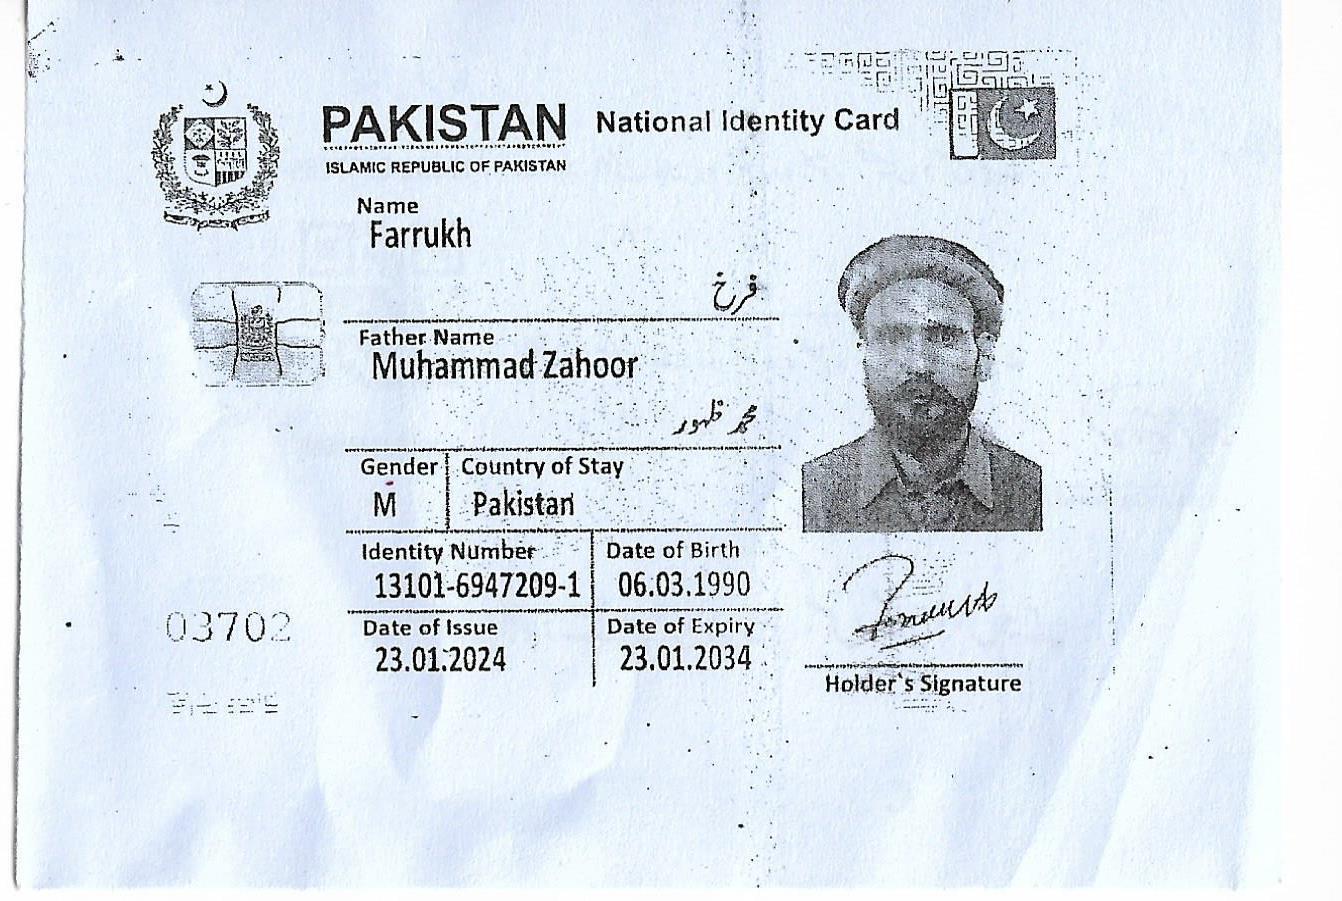 PAKISTAN National Identity Card
ISLAMIC REPUBLIC OF PAKISTAN
Name
Farrukh
فرخ
Father Name
Muhammad Zahoor
محمد ظہور
Gender Country of Stay
M Pakistan
Identity Number Date of Birth
13101-6947209-1 06.03.1990
03702
Date of Issue Date of Expiry
23.01.2024 23.01.2034
Holder`s Signature